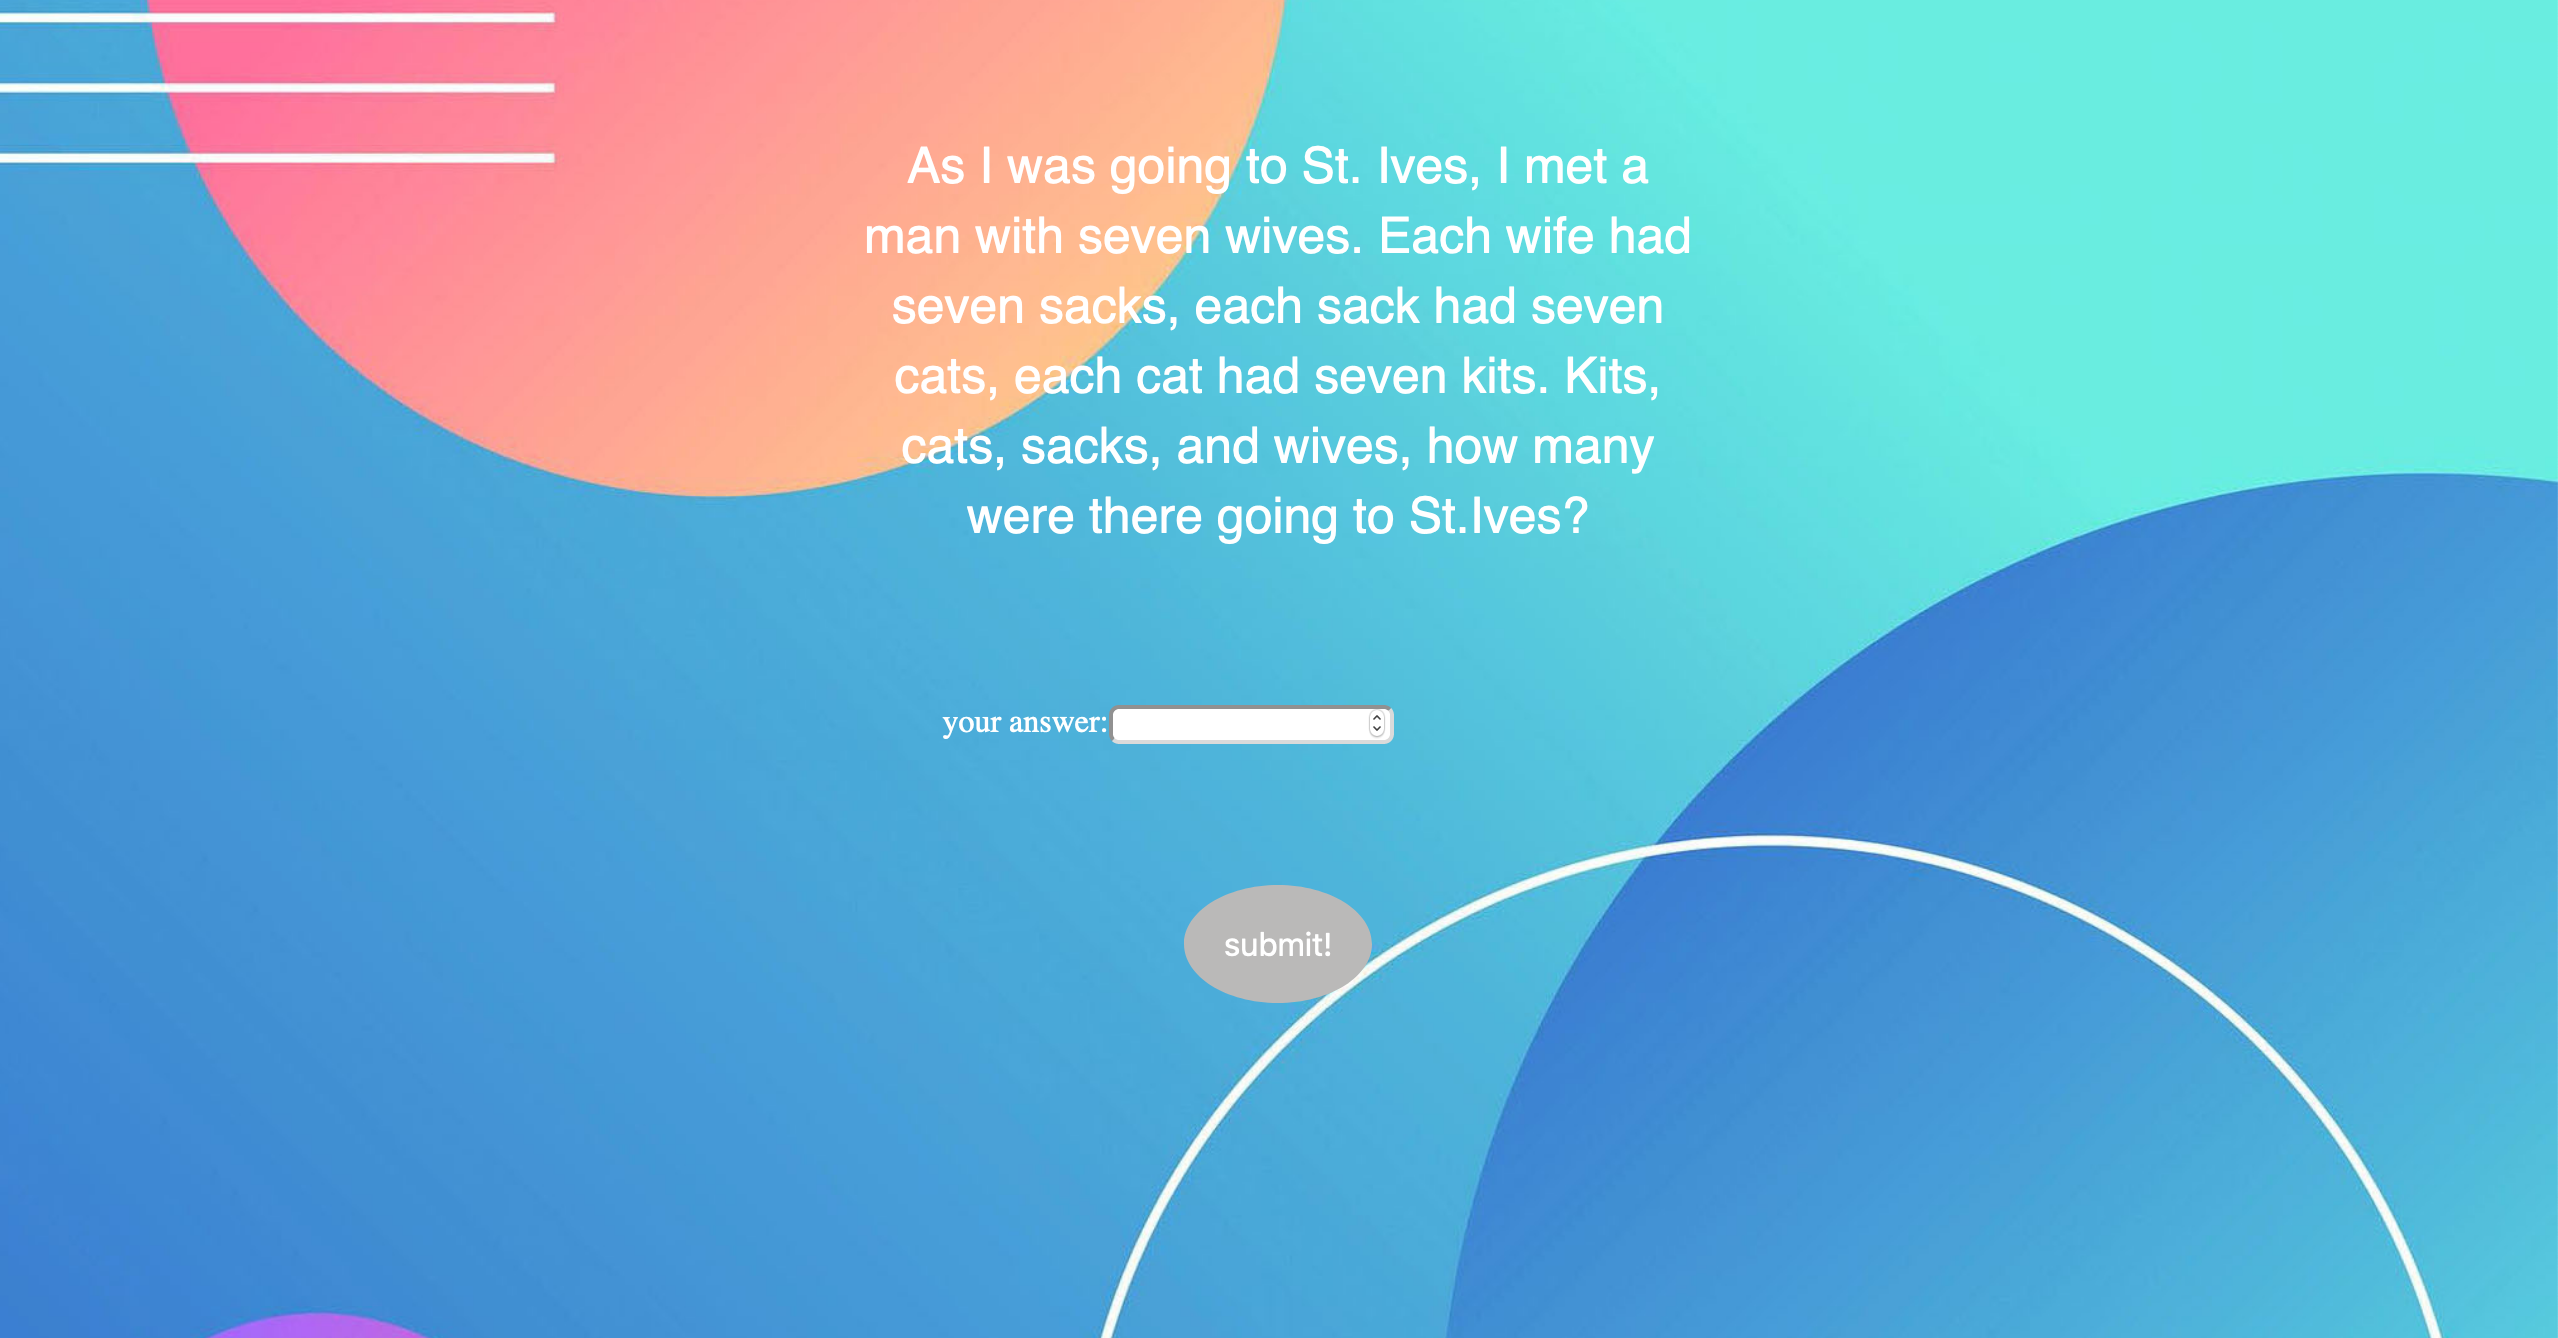 As I was going to St. Ives, I met a
man with seven wives. Each wife had
seven sacks, each sack had seven
cats, each cat had seven kits. Kits,
cats, sacks, and wives, how many
were there going to St.Ives?
your answer:
submit!